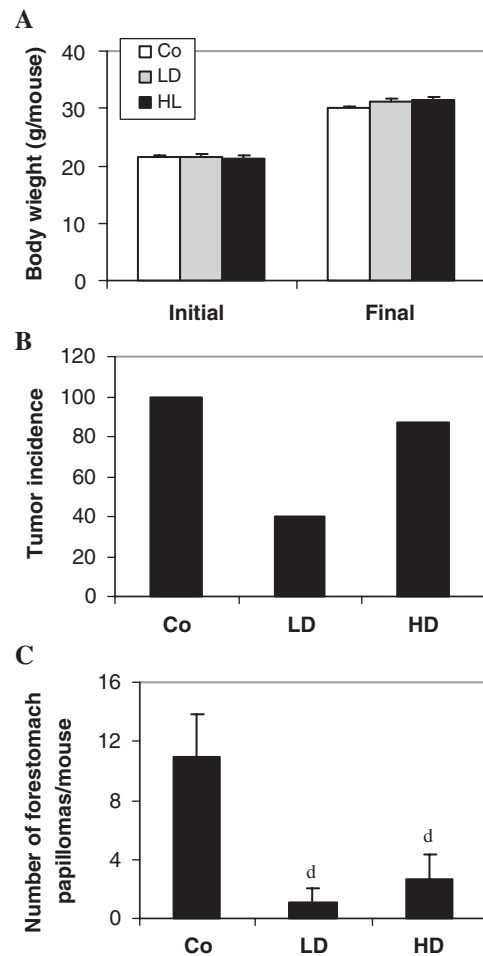 A
Body wieght (g/mouse)
40
30
20
10
0
Co
LD
HL
Initial
Final
B
Tumor incidence
120
100
80
60
40
20
0
Co
LD
HD
C
Number of forestomach
papillomas/mouse
16
12
8
4
0
d
d
Co
LD
HD